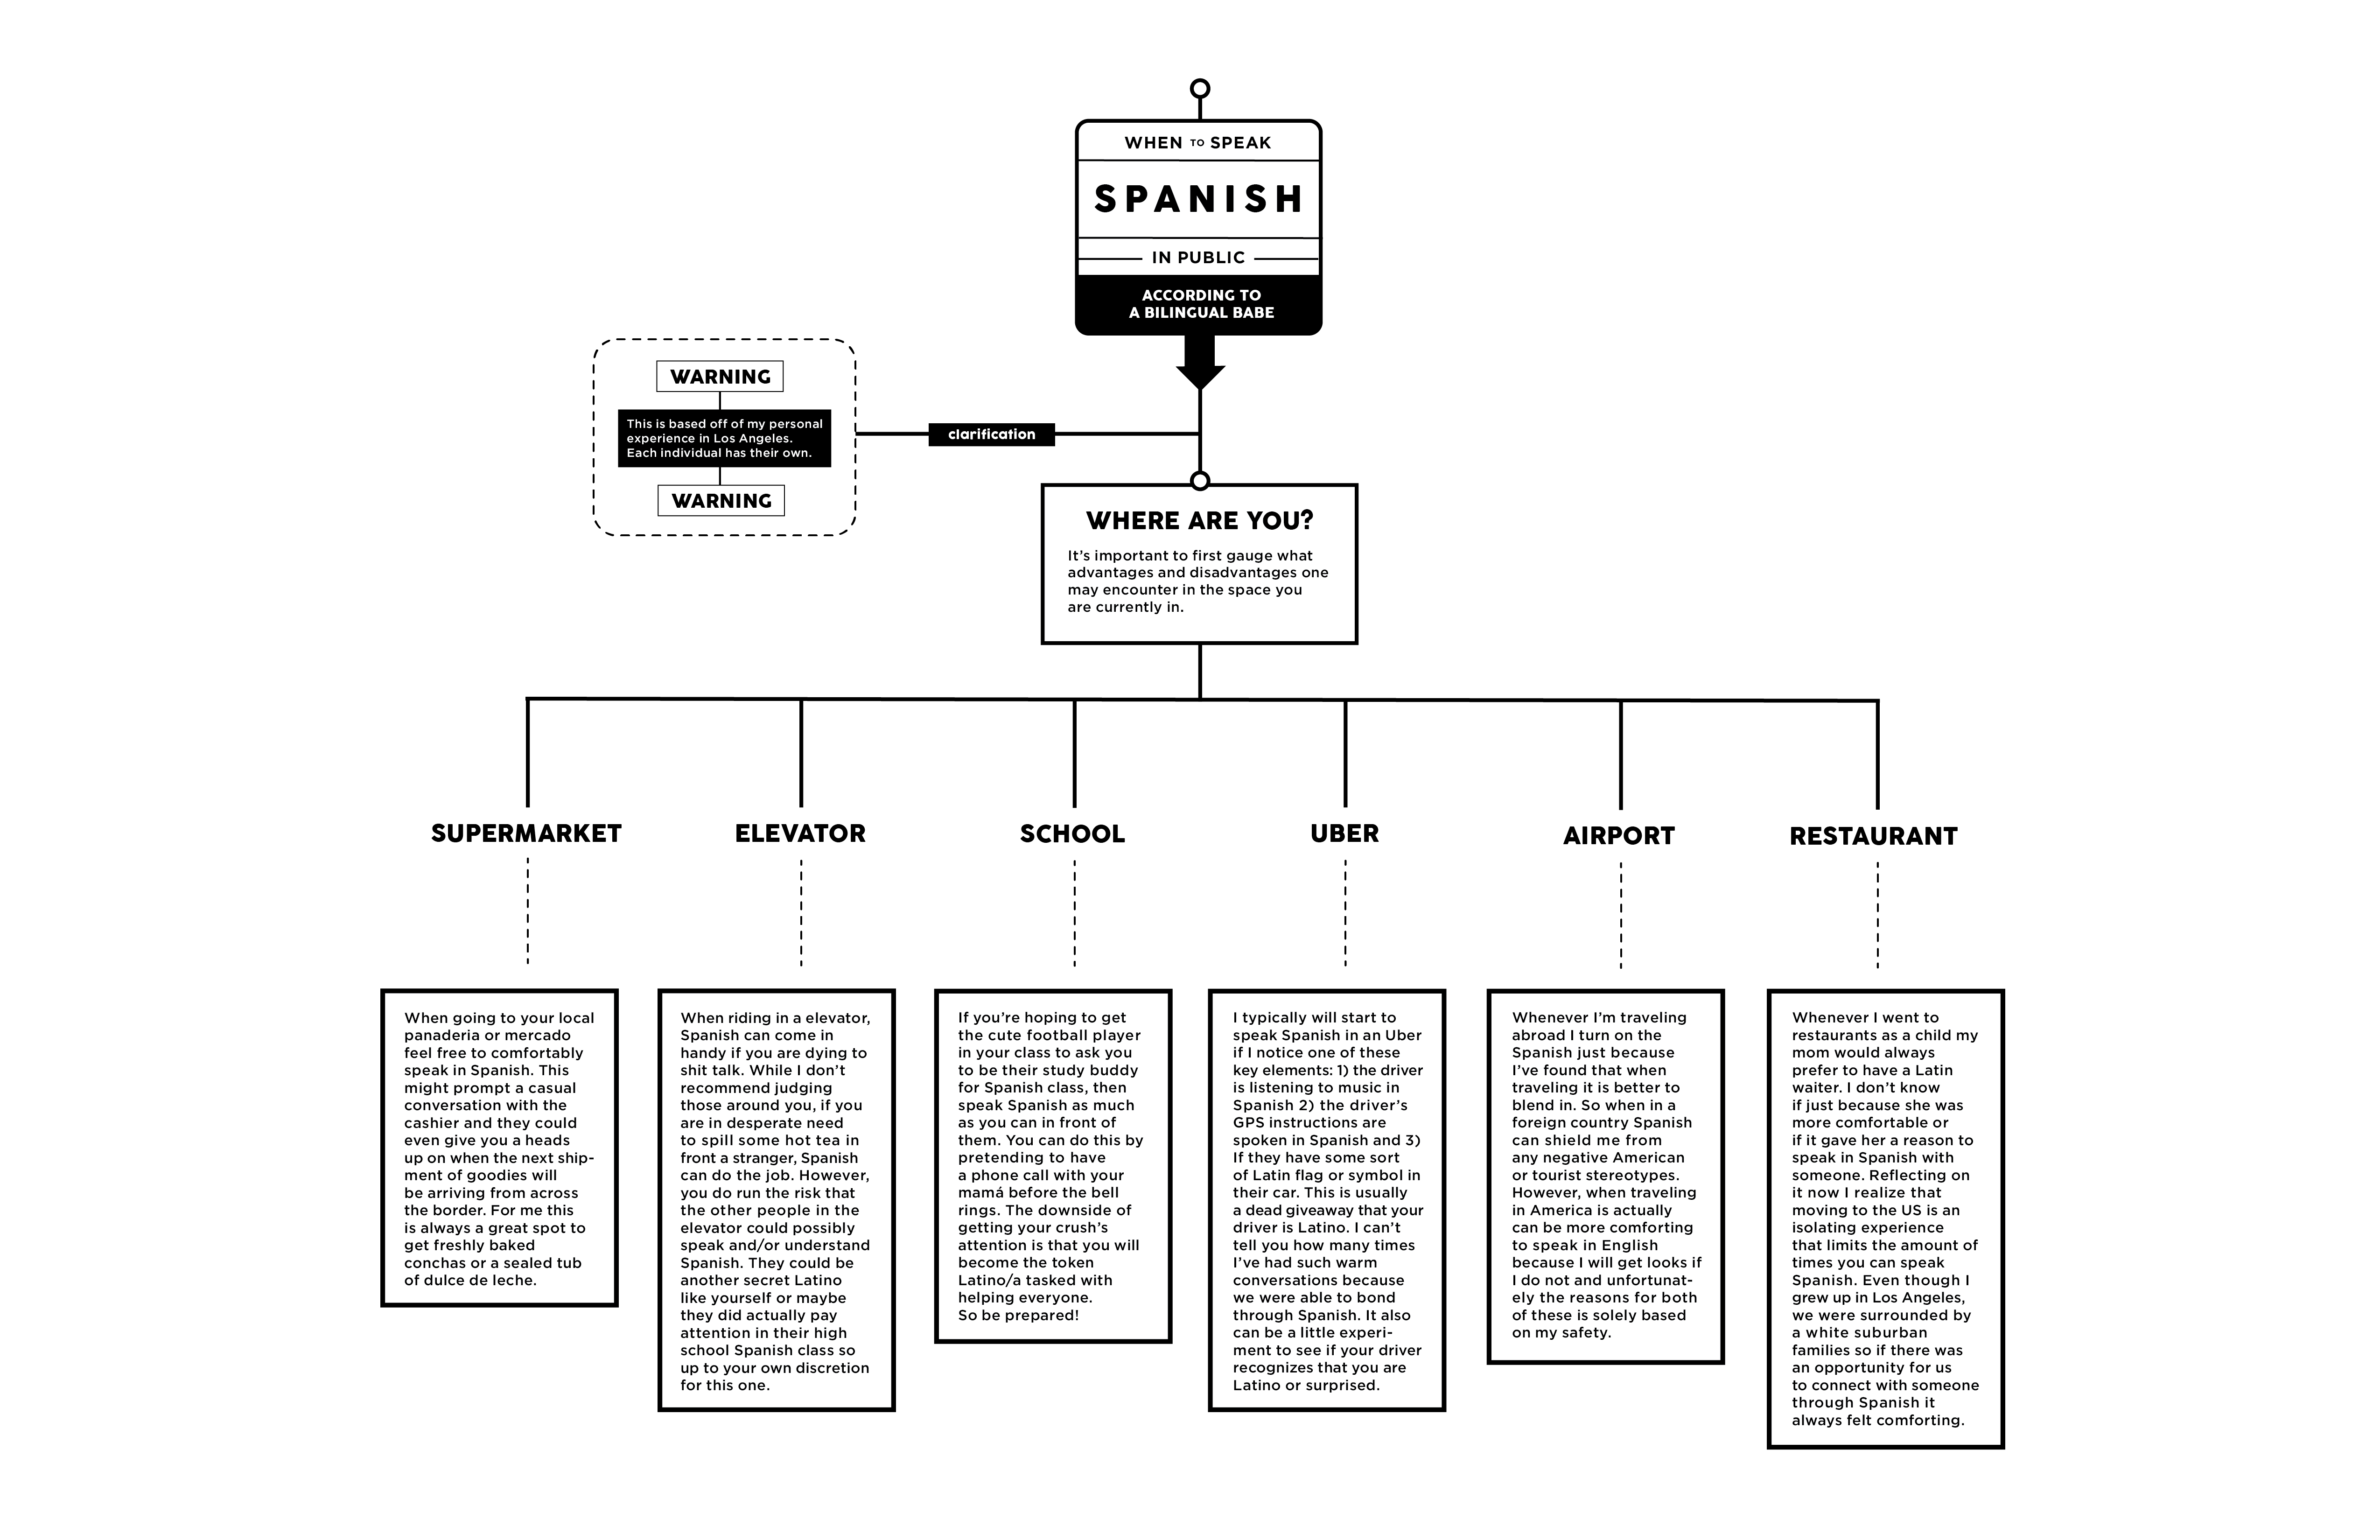 WHEN TO SPEAK
SPANISH
IN PUBLIC
ACCORDING TO
A BILINGUAL BABE
WARNING
This is based off of my personal
experience in Los Angeles.
Each individual has their own.
WARNING
clarification
WHERE ARE YOU?
It's important to first gauge what
advantages and disadvantages one
may encounter in the space you
are currently in.
SUPERMARKET
When going to your local
panaderia or mercado
feel free to comfortably
speak in Spanish. This
might prompt a casual
conversation with the
cashier and they could
even give you a heads
up on when the next ship-
ment of goodies will
be arriving from across
the border. For me this
is always a great spot to
get freshly baked
conchas or a sealed tub
of dulce de leche.
ELEVATOR
When riding in a elevator,
Spanish can come in
handy if you are dying to
shit talk. While I don't
recommend judging
those around you, if you
are in desperate need
to spill some hot tea in
front a stranger, Spanish
can do the job. However,
you do run the risk that
the other people in the
elevator could possibly
speak and/or understand
Spanish. They could be
another secret Latino
like yourself or maybe
they did actually pay
attention in their high
school Spanish class so
up to your own discretion
for this one.
SCHOOL
If you're hoping to get
the cute football player
in your class to ask you
to be their study buddy
for Spanish class, then
speak Spanish as much
as you can in front of
them. You can do this by
pretending to have
a phone call with your
mamá before the bell
rings. The downside of
getting your crush's
attention is that you will
become the token
Latino/a tasked with
helping everyone.
So be prepared!
UBER
I typically will start to
speak Spanish in an Uber
if I notice one of these
key elements: 1) the driver
is listening to music in
Spanish 2) the driver's
GPS instructions are
spoken in Spanish and 3)
If they have some sort
of Latin flag or symbol in
their car. This is usually
a dead giveaway that your
driver is Latino. I can't
tell you how many times
I've had such warm
conversations because
we were able to bond
through Spanish. It also
can be a little experi-
ment to see if your driver
recognizes that you are
Latino or surprised.
AIRPORT
Whenever I'm traveling
abroad I turn on the
Spanish just because
I've found that when
traveling it is better to
blend in. So when in a
foreign country Spanish
can shield me from
any negative American
or tourist stereotypes.
However, when traveling
in America is actually
can be more comforting
to speak in English
because I will get looks if
I do not and unfortunat-
ely the reasons for both
of these is solely based
on my safety.
RESTAURANT
Whenever I went to
restaurants as a child my
mom would always
prefer to have a Latin
waiter. I don't know
if just because she was
more comfortable or
if it gave her a reason to
speak in Spanish with
someone. Reflecting on
it now I realize that
moving to the US is an
isolating experience
that limits the amount of
times you can speak
Spanish. Even though I
grew up in Los Angeles,
we were surrounded by
a white suburban
families so if there was
an opportunity for us
to connect with someone
through Spanish it
always felt comforting.